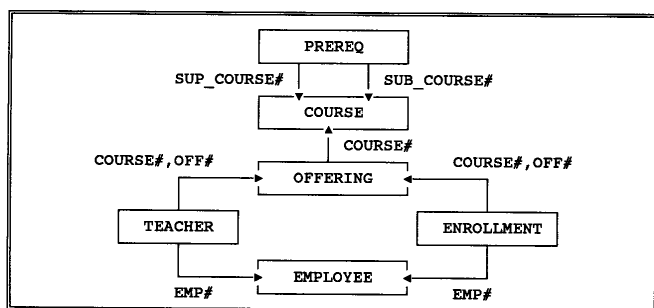 PREREQ
SUP_COURSE# SUB_COURSE#
COURSE
COURSE#
COURSE#,OFF# COURSE#,OFF#
OFFERING
TEACHER ENROLLMENT
EMPLOYEE
EMP# EMP#